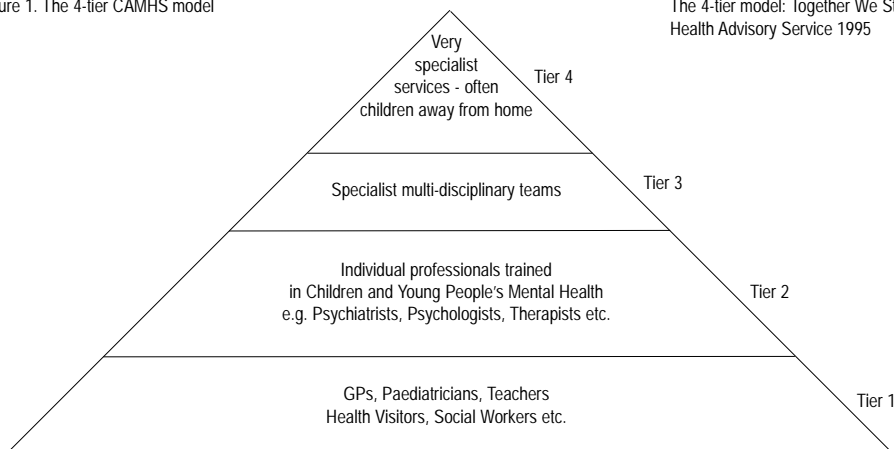 ure 1. The 4-tier CAMHS model
The 4-tier model: Together We St
Health Advisory Service 1995
Very
specialist
services - often
children away from home
Tier 4
Specialist multi-disciplinary teams
Tier 3
Individual professionals trained
in Children and Young People's Mental Health
e.g. Psychiatrists, Psychologists, Therapists etc.
Tier 2
GPs, Paediatricians, Teachers
Health Visitors, Social Workers etc.
Tier 1